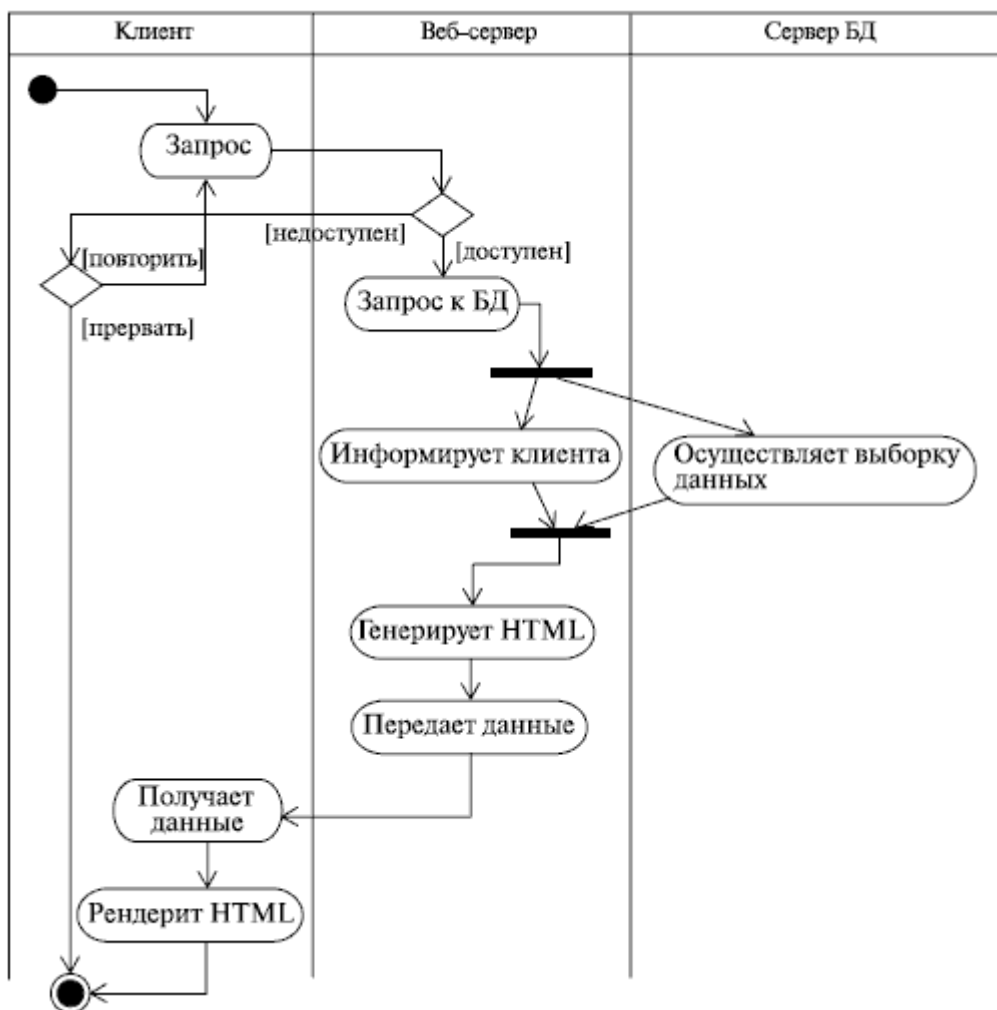 Клиент
Веб-сервер
Сервер БД
Запрос
[недоступен]
[повторить]
[доступен]
Запрос к БД
[прервать]
Информирует клиента
Осуществляет выборку
данных
Генерирует HTML
Передает данные
Получает
данные
Рендерит HTML